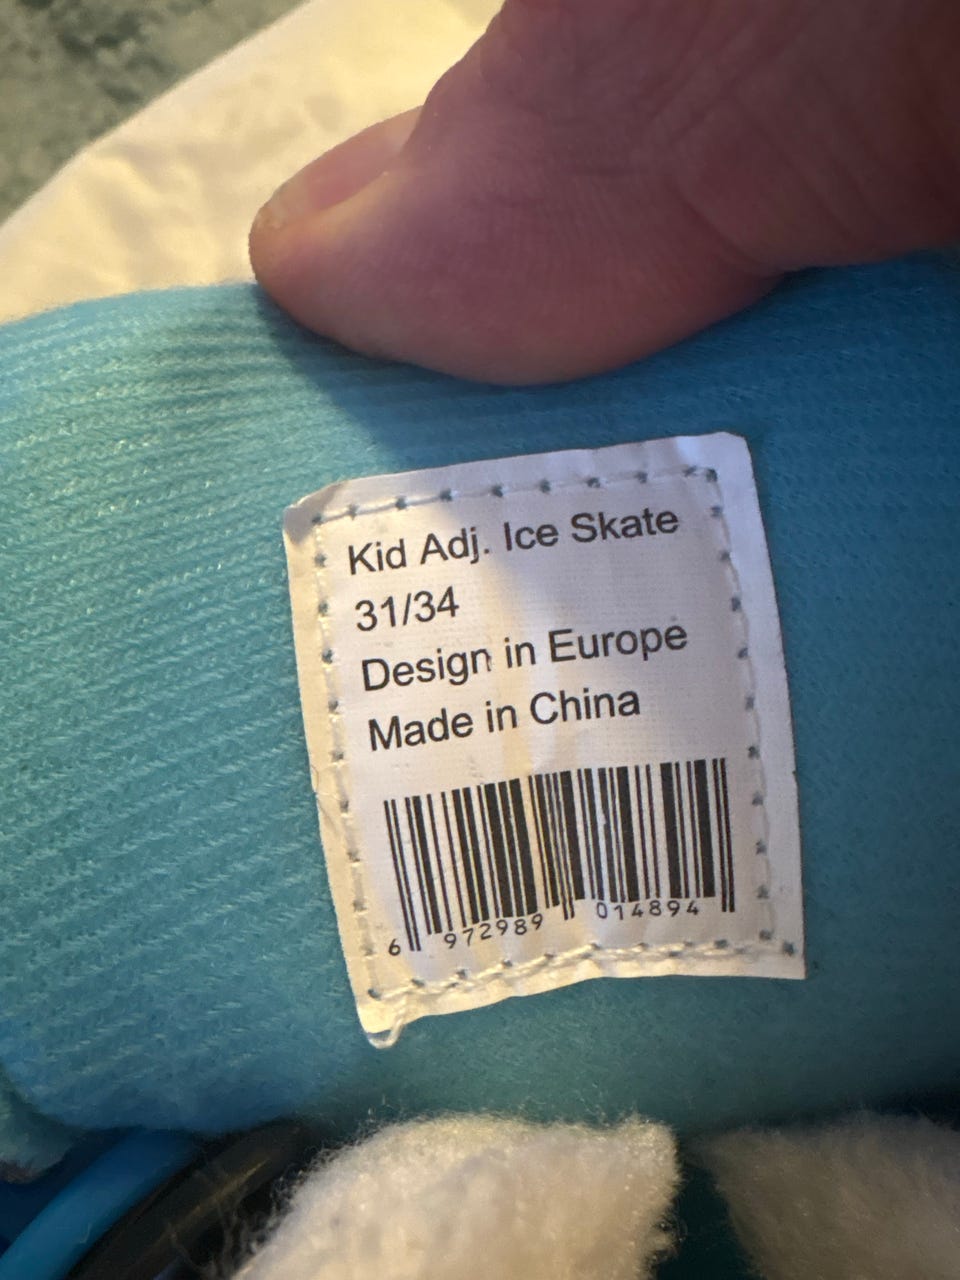 Kid Adj. Ice Skate
31/34
Design in Europe
Made in China
6 972989 014894